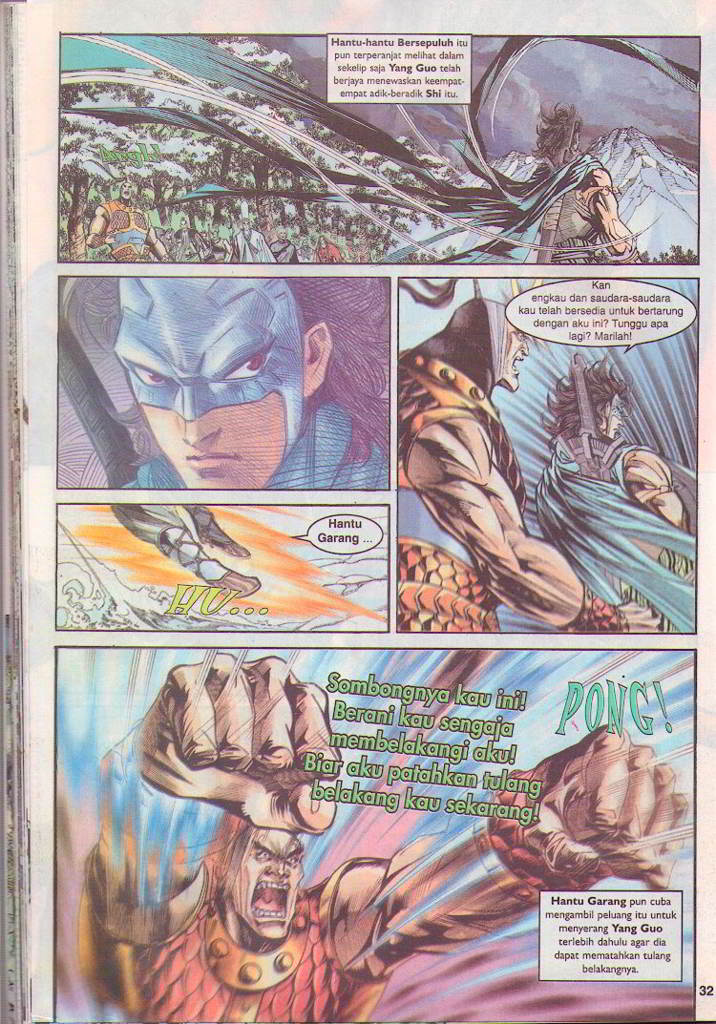 Hantu-hantu Bersepuluh itu
pun terperanjat melihat dalam
sekelip saja Yang Guo telah
berjaya menewaskan keempat-
empat adik-beradik Shi itu.
Argh!
Kan
engkau dan saudara-saudara
kau telah bersedia untuk bertarung
dengan aku ini? Tunggu apa
lagi? Marilah!
Hantu
Garang ...
HU...
Sombongnya kau ini!
Berani kau sengaja
membelakangi aku!
Biar aku patahkan tulang
belakang kau sekarang!
PONG!
Hantu Garang pun cuba
mengambil peluang itu untuk
menyerang Yang Guo
terlebih dahulu agar dia
dapat mematahkan tulang
belakangnya.
32